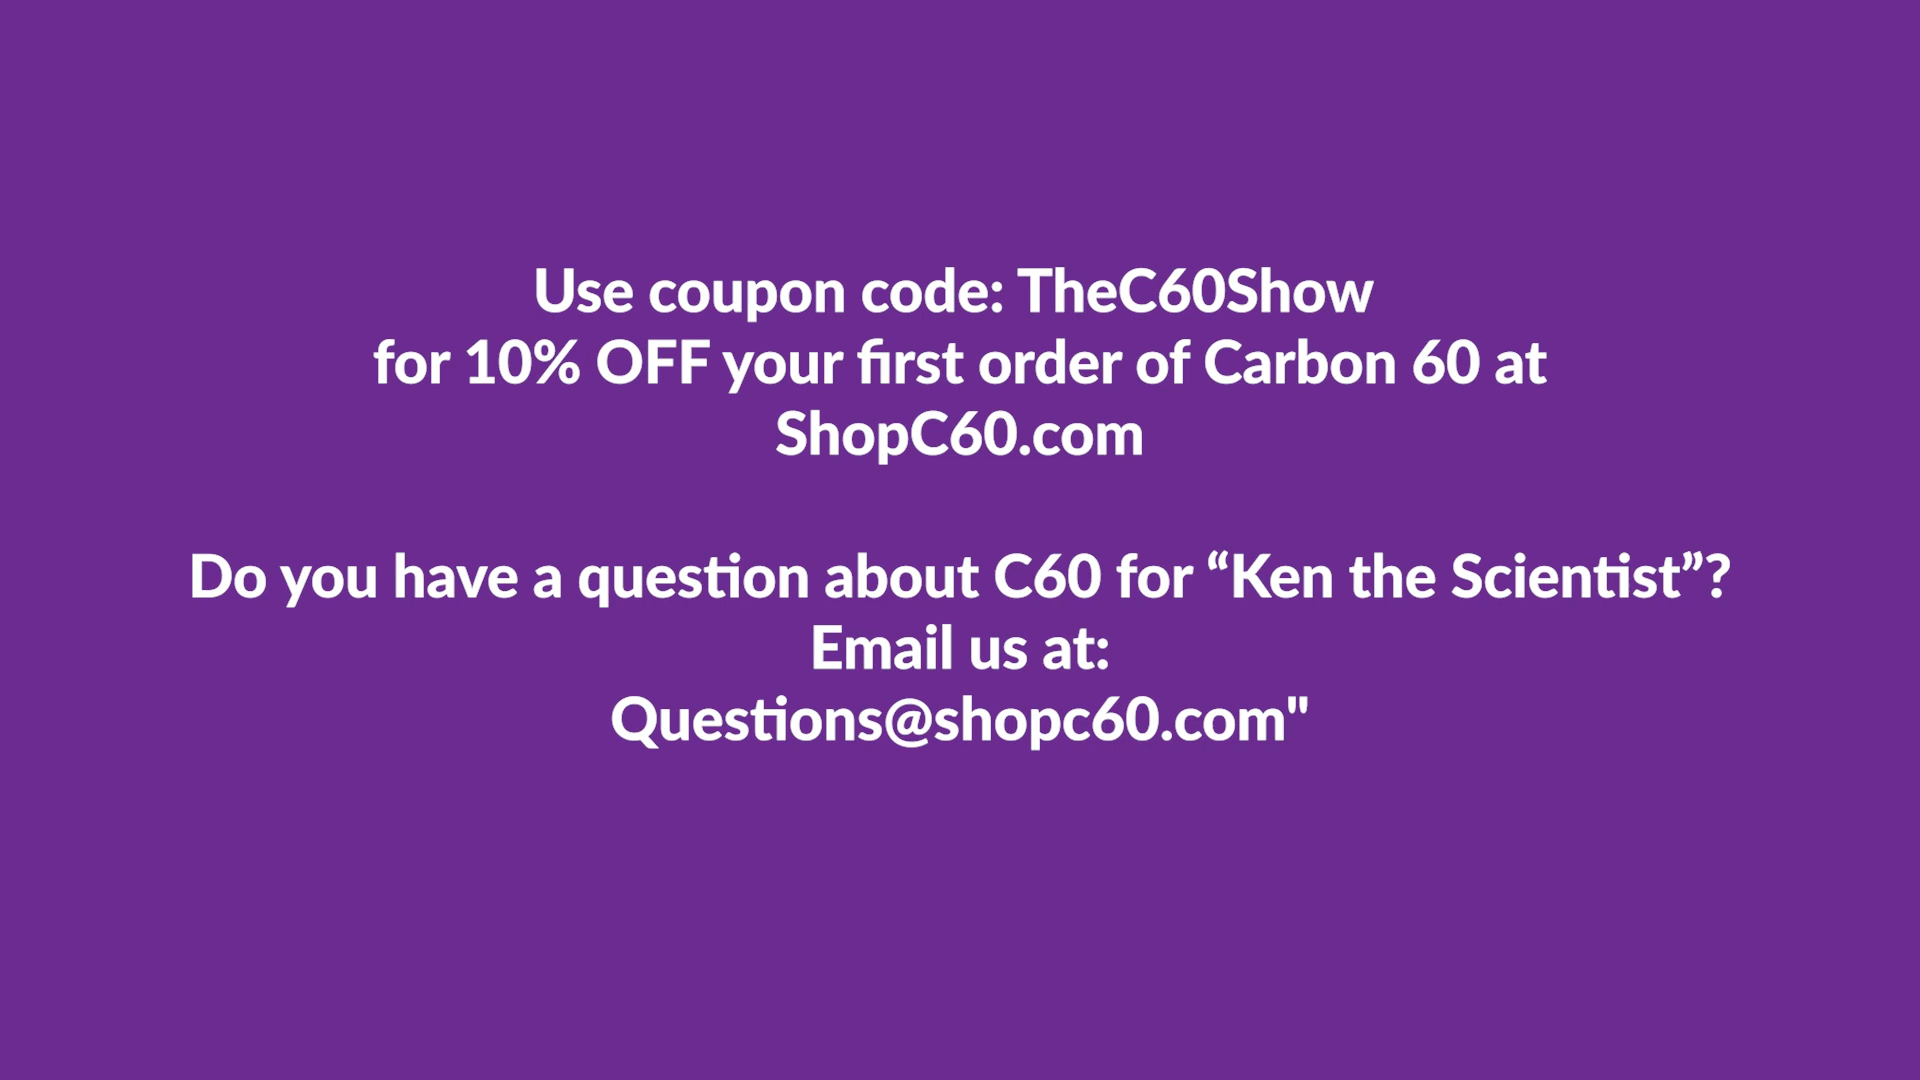 Use coupon code: TheC60Show
for 10% OFF your first order of Carbon 60 at
ShopC60.com
Do you have a question about C60 for “Ken the Scientist”?
Email us at:
Questions@shopc60.com"